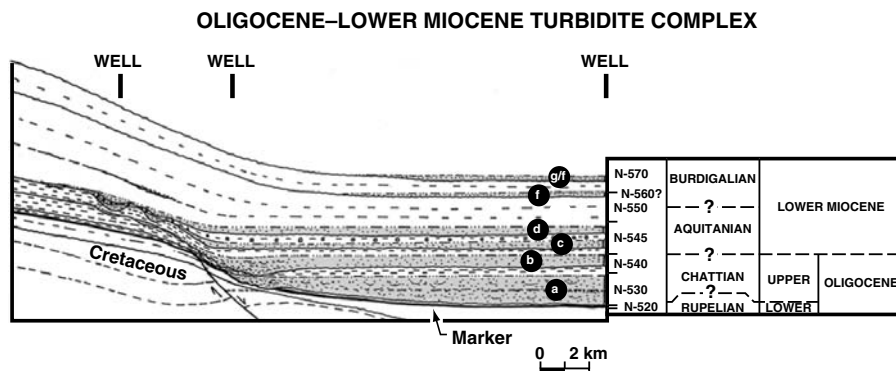 OLIGOCENE–LOWER MIOCENE TURBIDITE COMPLEX
WELL WELL WELL
g/f
f
d
c
b
a
Cretaceous
Marker
0 2 km
N-570
N-560?
N-550
N-545
N-540
N-530
N-520
BURDIGALIAN
?
AQUITANIAN
?
CHATTIAN
?
RUPELIAN
LOWER MIOCENE
UPPER
LOWER
OLIGOCENE